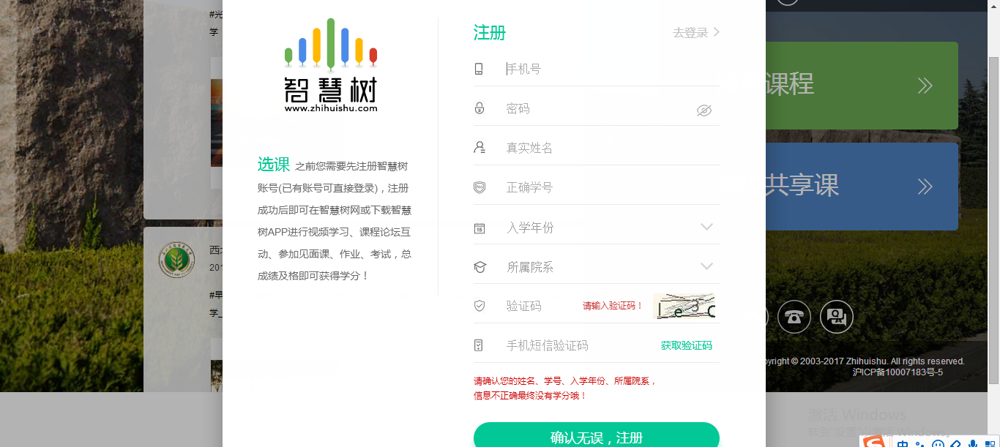 #光
学
智慧树
www.zhihuishu.com
选课 之前您需要先注册智慧树
账号(已有账号可直接登录)，注册
成功后即可在智慧树网或下载智慧
树APP进行视频学习、课程论坛互
动、参加见面课、作业、考试，总
成绩及格即可获得学分！
注册
去登录
手机号
密码
真实姓名
No
正确学号
15
入学年份
所属院系
验证码
请输入验证码！
手机短信验证码
获取验证码
请确认您的姓名、学号、入学年份、所属院系，
信息不正确最终没有学分哦！
确认无误，注册
课程
共享课
西
201
#早
学_
yright © 2003-2017 Zhihuishu. All rights reserved.
沪ICP备10007183号-5
激活 Windows
转到"设置"以激活 Windows。
中